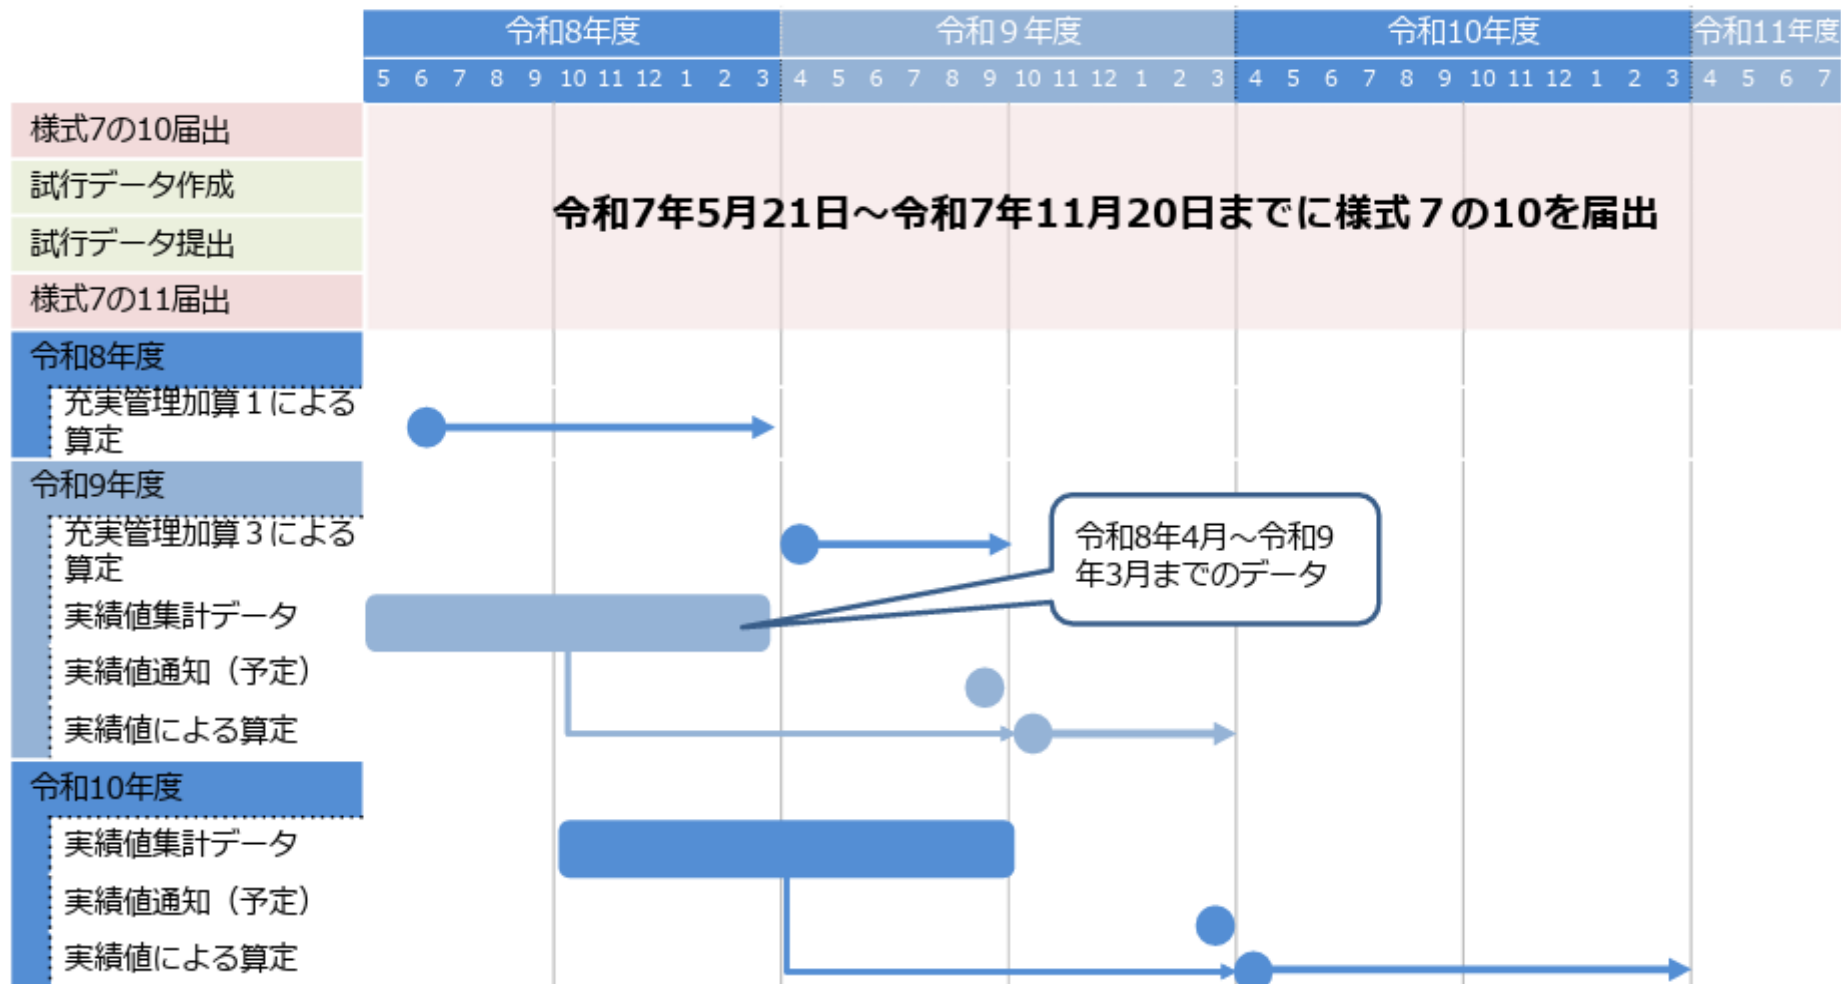 令和8年度 令和９年度 令和10年度 令和11年度
5 6 7 8 9 10 11 12 1 2 3 4 5 6 7 8 9 10 11 12 1 2 3 4 5 6 7 8 9 10 11 12 1 2 3 4 5 6 7
様式7の10届出
試行データ作成
令和7年5月21日～令和7年11月20日までに様式７の10を届出
試行データ提出
様式7の11届出
令和8年度
充実管理加算１による
算定
令和9年度
充実管理加算３による
算定
令和8年4月～令和9
年3月までのデータ
実績値集計データ
実績値通知（予定）
実績値による算定
令和10年度
実績値集計データ
実績値通知（予定）
実績値による算定